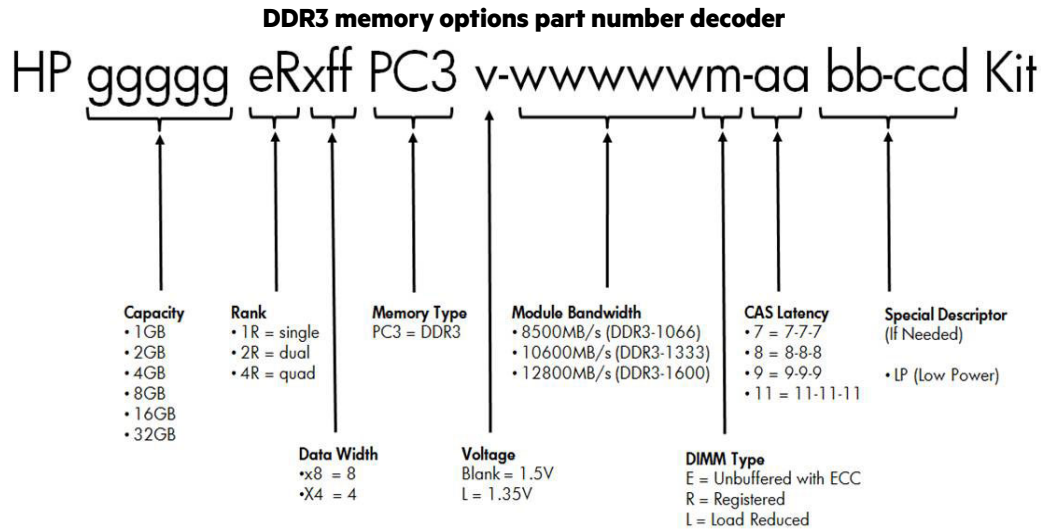 DDR3 memory options part number decoder
HP ggggg eRxff PC3 v-wwwwwm-aa bb-ccd Kit
Capacity
• 1GB
• 2GB
• 4GB
• 8GB
• 16GB
• 32GB
Rank
• 1R = single
• 2R = dual
• 4R = quad
Memory Type
PC3 = DDR3
Module Bandwidth
• 8500MB/s (DDR3-1066)
• 10600MB/s (DDR3-1333)
• 12800MB/s (DDR3-1600)
CAS Latency
• 7 = 7-7-7
• 8 = 8-8-8
• 9 = 9-9-9
• 11 = 11-11-11
Special Descriptor
(If Needed)
• LP (Low Power)
Data Width
•x8 = 8
•X4 = 4
Voltage
Blank = 1.5V
L = 1.35V
DIMM Type
E = Unbuffered with ECC
R = Registered
L = Load Reduced